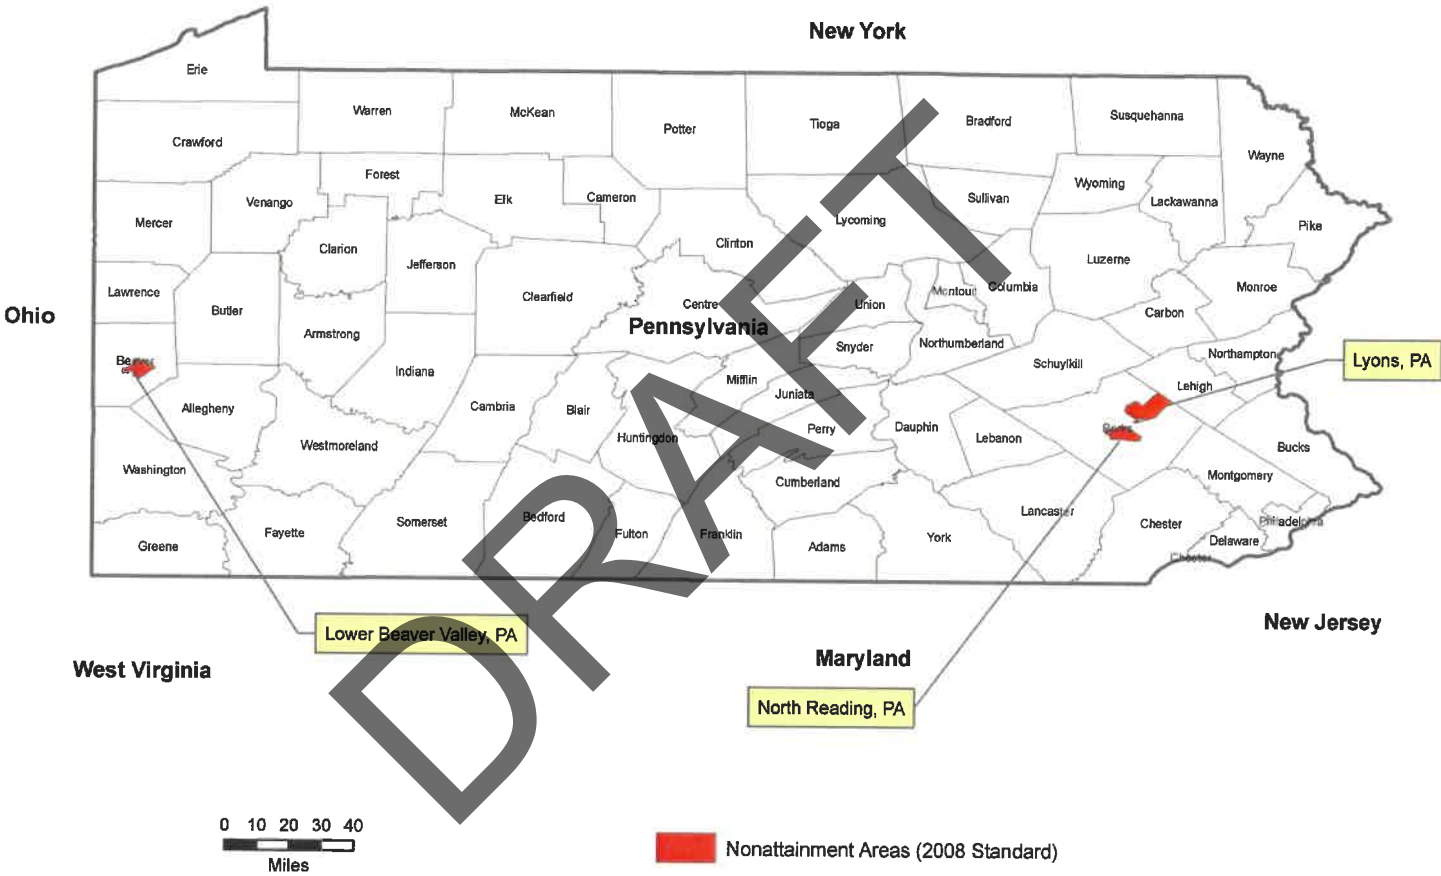 New York
Erie
Warren
McKean
Potter
Tioga
Bradford
Susquehanna
Crawford
Wayne
Forest
Venango
Elk
Cameron
Sullivan
Wyoming
Lackawanna
Mercer
Lycoming
Pike
Clarion
Jefferson
Clinton
Luzerne
Lawrence
Butler
Clearfield
Centre
Union
Montour
Columbia
Monroe
Carbon
Ohio
Armstrong
Pennsylvania
Snyder
Northumberland
Schuylkill
Northampton
Lyons, PA
Beaver
Indiana
Mifflin
Juniata
Lehigh
Allegheny
Cambria
Blair
Huntingdon
Perry
Dauphin
Lebanon
Berks
Westmoreland
Bucks
Washington
Cumberland
Montgomery
Somerset
Bedford
Fulton
Franklin
Adams
York
Lancaster
Chester
Philadelphia
Delaware
Chester
Greene
Fayette
DRAFT
Lower Beaver Valley, PA
New Jersey
West Virginia
Maryland
North Reading, PA
0 10 20 30 40
Miles
Nonattainment Areas (2008 Standard)